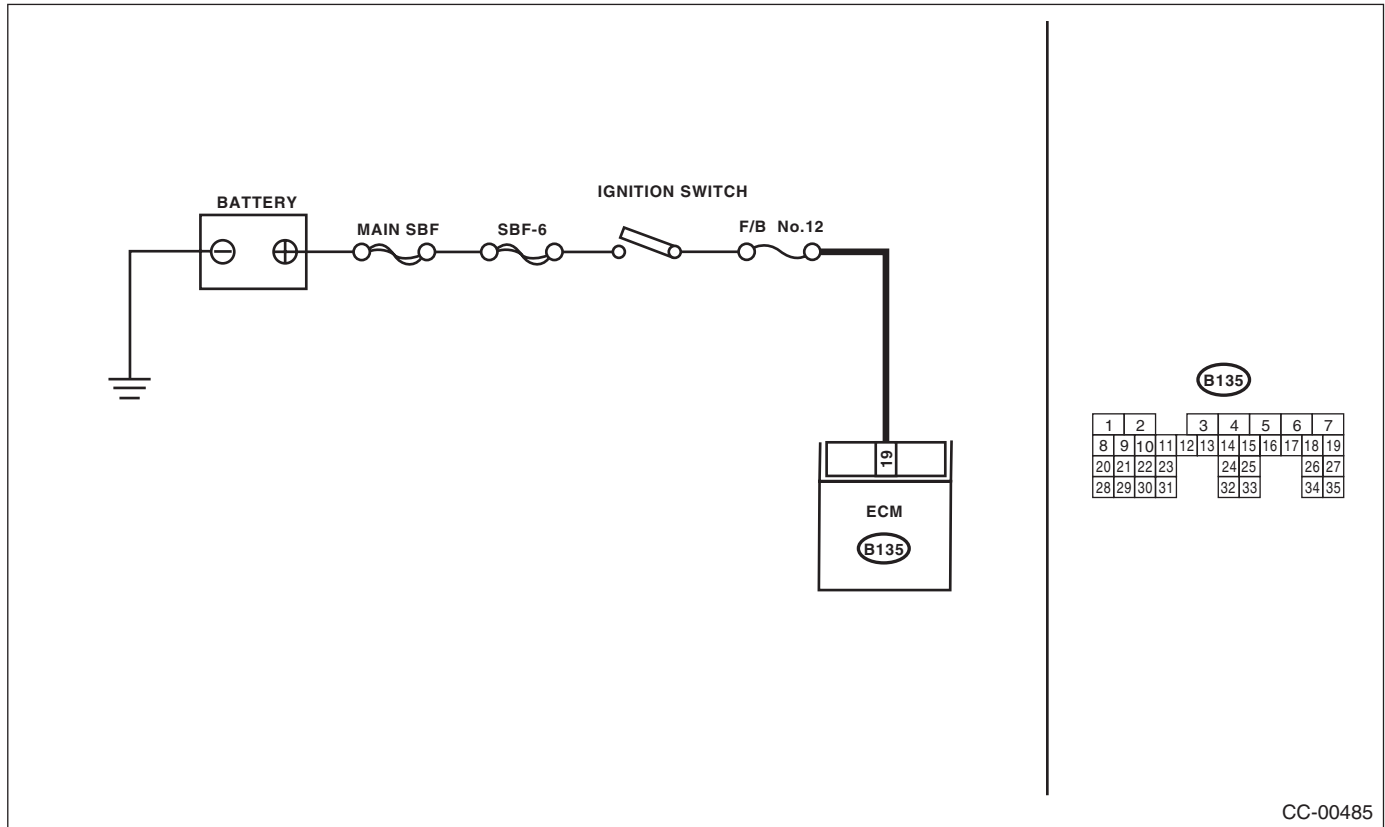 IGNITION SWITCH
BATTERY
MAIN SBF
SBF-6
F/B No.12
19
ECM
B135
B135
1 2 3 4 5 6 7
8 9 10 11 12 13 14 15 16 17 18 19
20 21 22 23 24 25 26 27
28 29 30 31 32 33 34 35
CC-00485